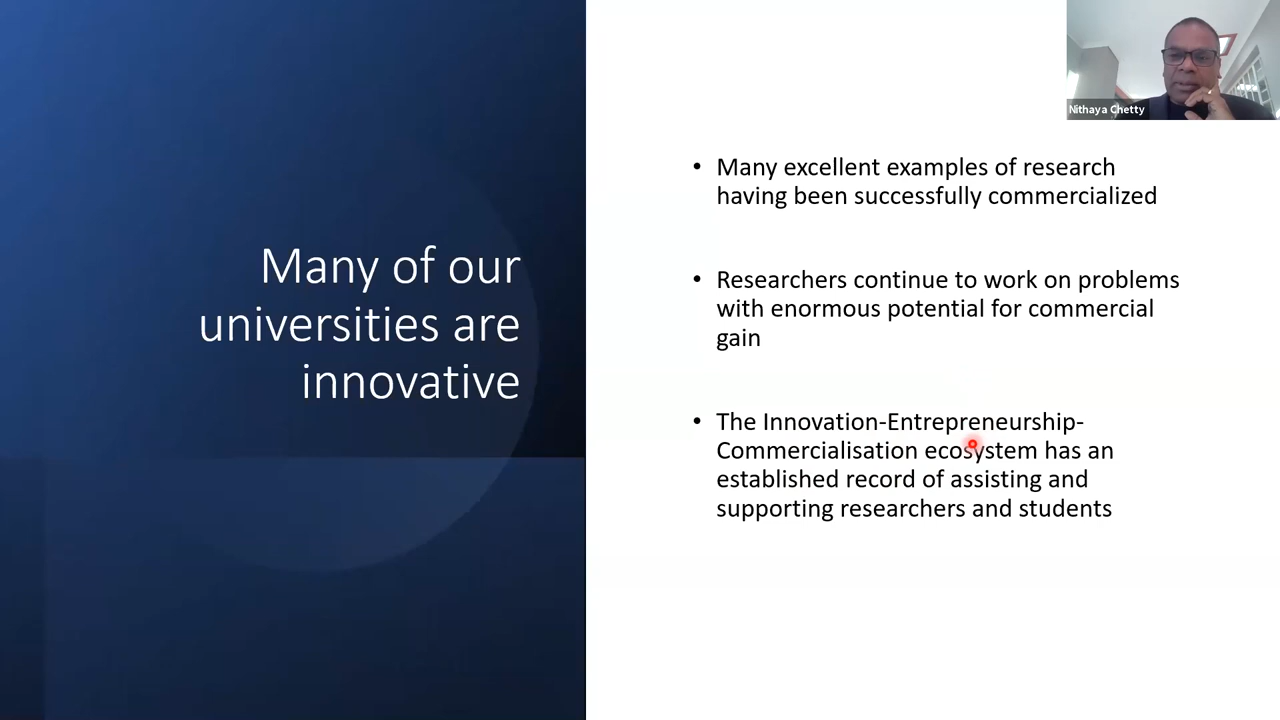 Many of our
universities are
innovative
Nithaya Chetty
• Many excellent examples of research
having been successfully commercialized
• Researchers continue to work on problems
with enormous potential for commercial
gain
• The Innovation-Entrepreneurship-
Commercialisation ecosystem has an
established record of assisting and
supporting researchers and students